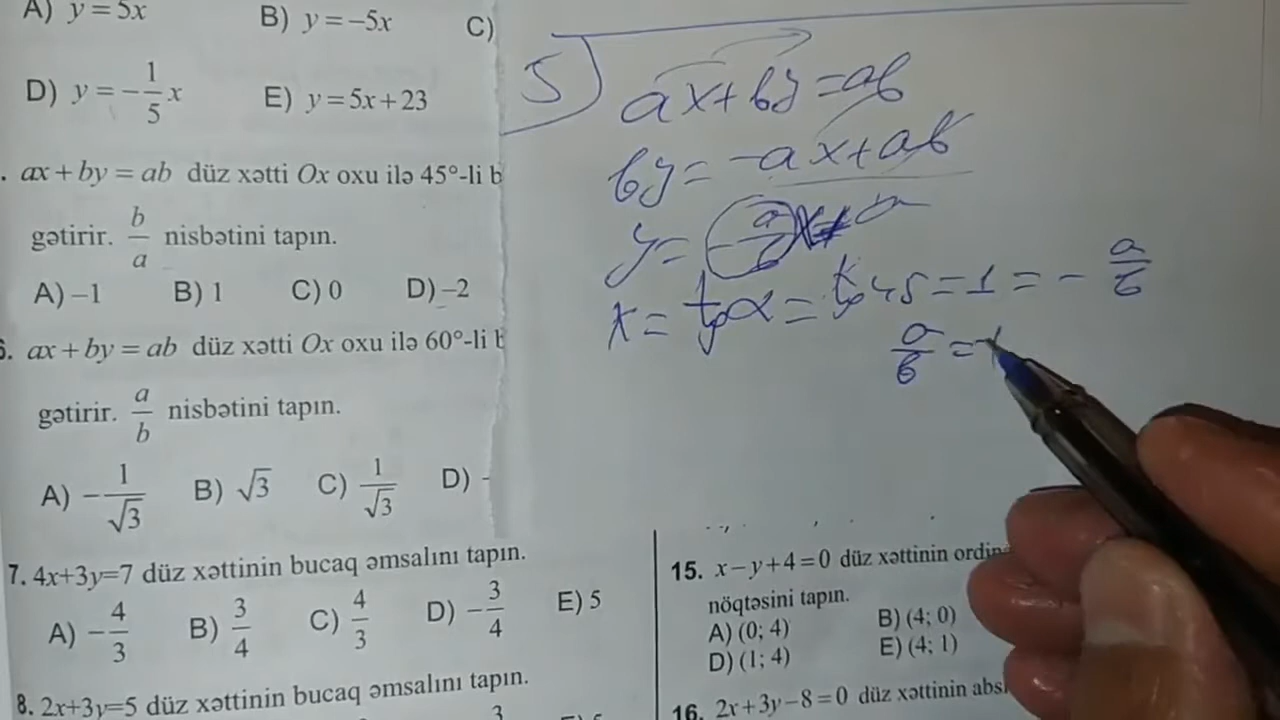 A) y = 5x B) y = −5x C)
D) y = −1/5 x E) y = 5x + 23
. ax + by = ab düz xətti Ox oxu ilə 45°-li b
gətirir. b/a nisbətini tapın.
A) −1 B) 1 C) 0 D) −2
6. ax + by = ab düz xətti Ox oxu ilə 60°-li b
gətirir. a/b nisbətini tapın.
A) −1/√3 B) √3 C) 1/√3 D) -
7. 4x+3y=7 düz xəttinin bucaq əmsalını tapın.
A) −4/3 B) 3/4 C) 4/3 D) −3/4 E) 5
8. 2x+3y=5 düz xəttinin bucaq əmsalını tapın.
3
5) ax+by=ab
by=-ax+ab
y=-a/b x+a
k=tgα=tg45=1=-a/b
a/b=-1
15. x − y + 4 = 0 düz xəttinin ordin
nöqtəsini tapın.
A) (0; 4) B) (4; 0)
D) (1; 4) E) (4; 1)
16. 2x + 3y − 8 = 0 düz xəttinin abs